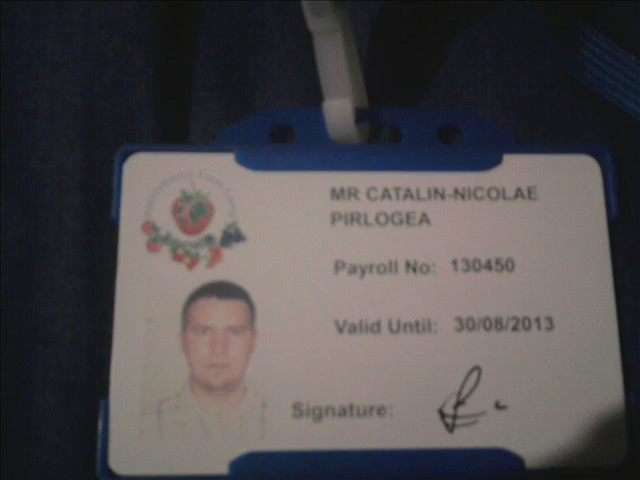 MR CATALIN-NICOLAE
PIRLOGEA
Payroll No: 130450
Valid Until: 30/08/2013
Signature: